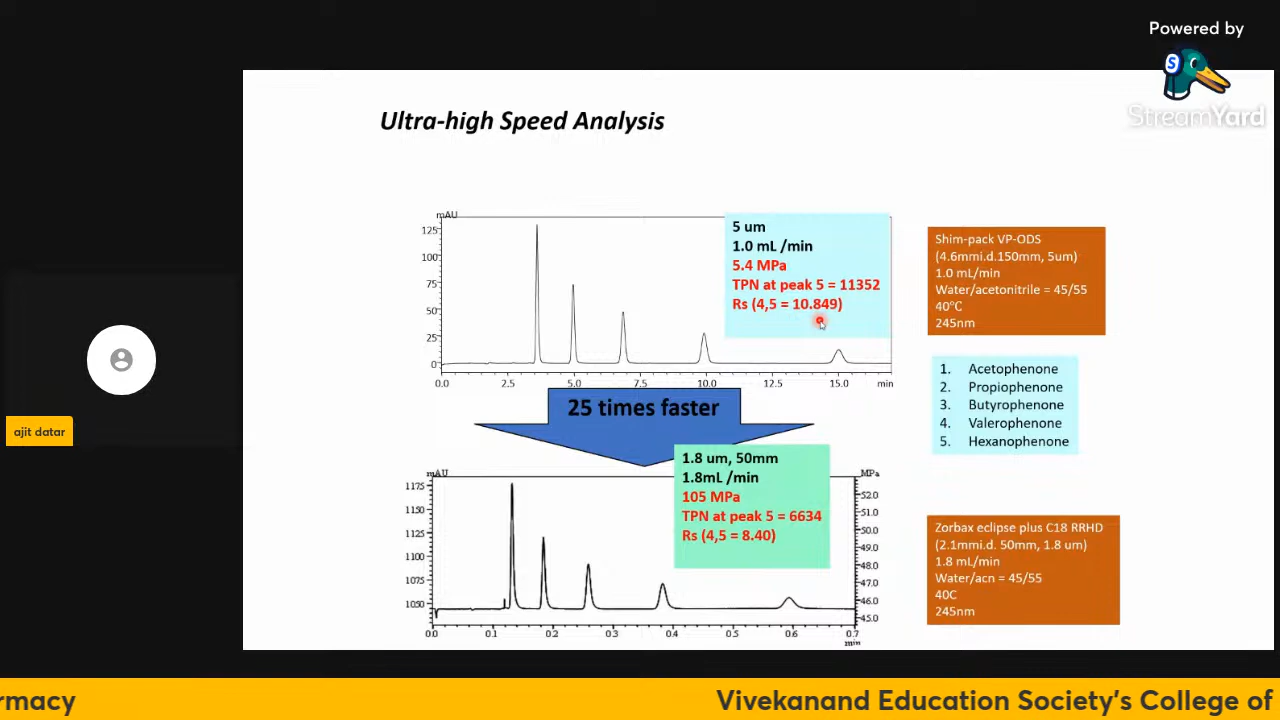 Powered by
S
StreamYard
Ultra-high Speed Analysis
mAU
125
100
75
50
25
0
0.0 2.5 5.0 7.5 10.0 12.5 15.0 min
5 um
1.0 mL /min
5.4 MPa
TPN at peak 5 = 11352
Rs (4,5 = 10.849)
Shim-pack VP-ODS
(4.6mmi.d.150mm, 5um)
1.0 mL/min
Water/acetonitrile = 45/55
40℃
245nm
1. Acetophenone
2. Propiophenone
3. Butyrophenone
4. Valerophenone
5. Hexanophenone
25 times faster
mAU
1175
1150
1125
1100
1075
1050
0.0 0.1 0.2 0.3 0.4 0.5 0.6 0.7
min
MPa
52.0
51.0
50.0
49.0
48.0
47.0
46.0
45.0
1.8 um, 50mm
1.8mL /min
105 MPa
TPN at peak 5 = 6634
Rs (4,5 = 8.40)
Zorbax eclipse plus C18 RRHD
(2.1mmi.d. 50mm, 1.8 um)
1.8 mL/min
Water/acn = 45/55
40C
245nm
ajit datar
rmacy Vivekanand Education Society's College of